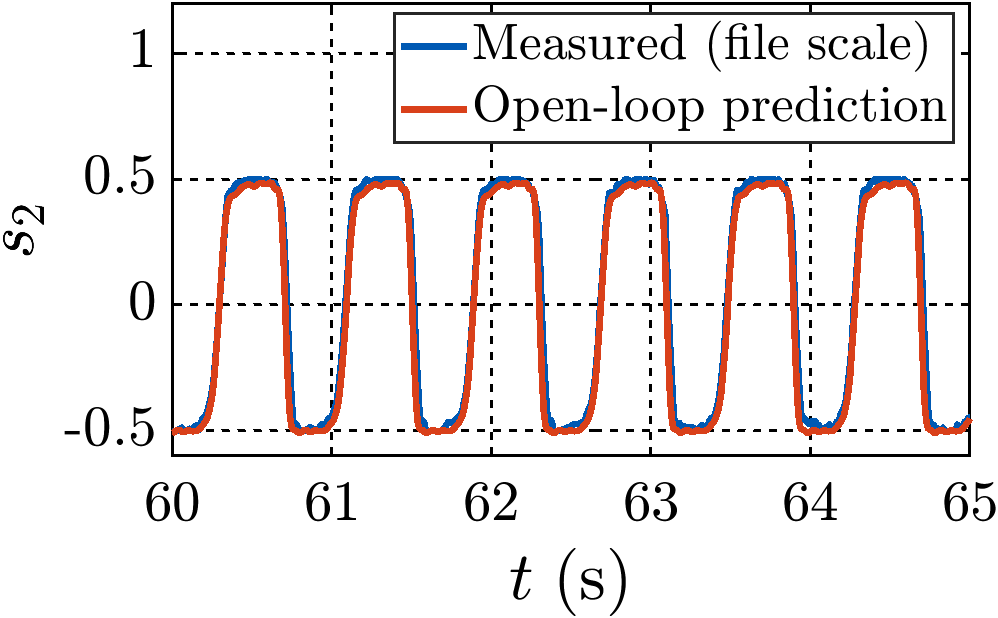 Measured (file scale)
Open-loop prediction
1
0.5
0
-0.5
s2
60 61 62 63 64 65
t (s)